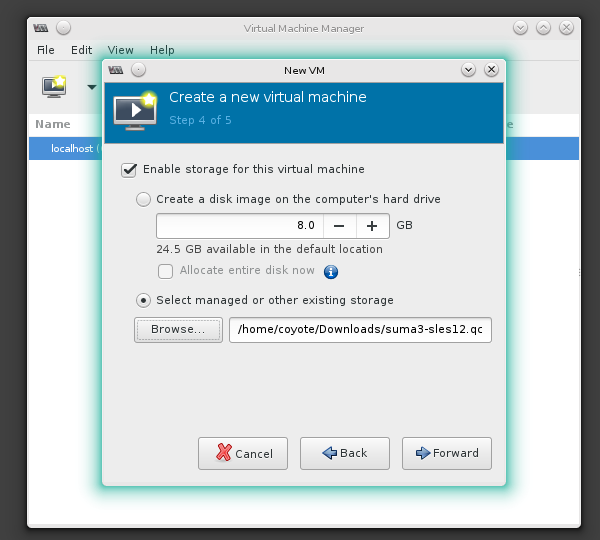 Virtual Machine Manager
File Edit View Help
New VM
Create a new virtual machine
Step 4 of 5
Name
localhost
Enable storage for this virtual machine
Create a disk image on the computer's hard drive
8.0 GB
24.5 GB available in the default location
Allocate entire disk now
Select managed or other existing storage
Browse... /home/coyote/Downloads/suma3-sles12.qc
Cancel Back Forward